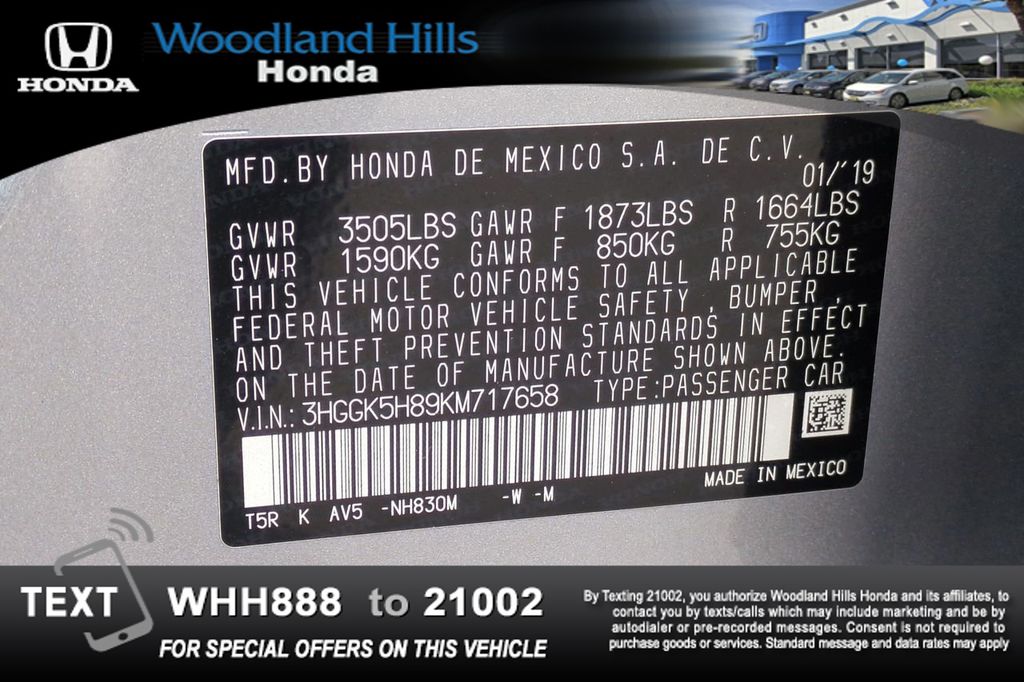 HONDA
Woodland Hills
Honda
MFD. BY HONDA DE MEXICO S.A. DE C.V.
01/'19
GVWR 3505LBS GAWR F 1873LBS R 1664LBS
GVWR 1590KG GAWR F 850KG R 755KG
THIS VEHICLE CONFORMS TO ALL APPLICABLE
FEDERAL MOTOR VEHICLE SAFETY, BUMPER,
AND THEFT PREVENTION STANDARDS IN EFFECT
ON THE DATE OF MANUFACTURE SHOWN ABOVE.
V.I.N.: 3HGGK5H89KM717658 TYPE:PASSENGER CAR
MADE IN MEXICO
T5R K AV5 -NH830M -W -M
TEXT WHH888 to 21002
FOR SPECIAL OFFERS ON THIS VEHICLE
By Texting 21002, you authorize Woodland Hills Honda and its affiliates, to
contact you by texts/calls which may include marketing and be by
autodialer or pre-recorded messages. Consent is not required to
purchase goods or services. Standard message and data rates may apply